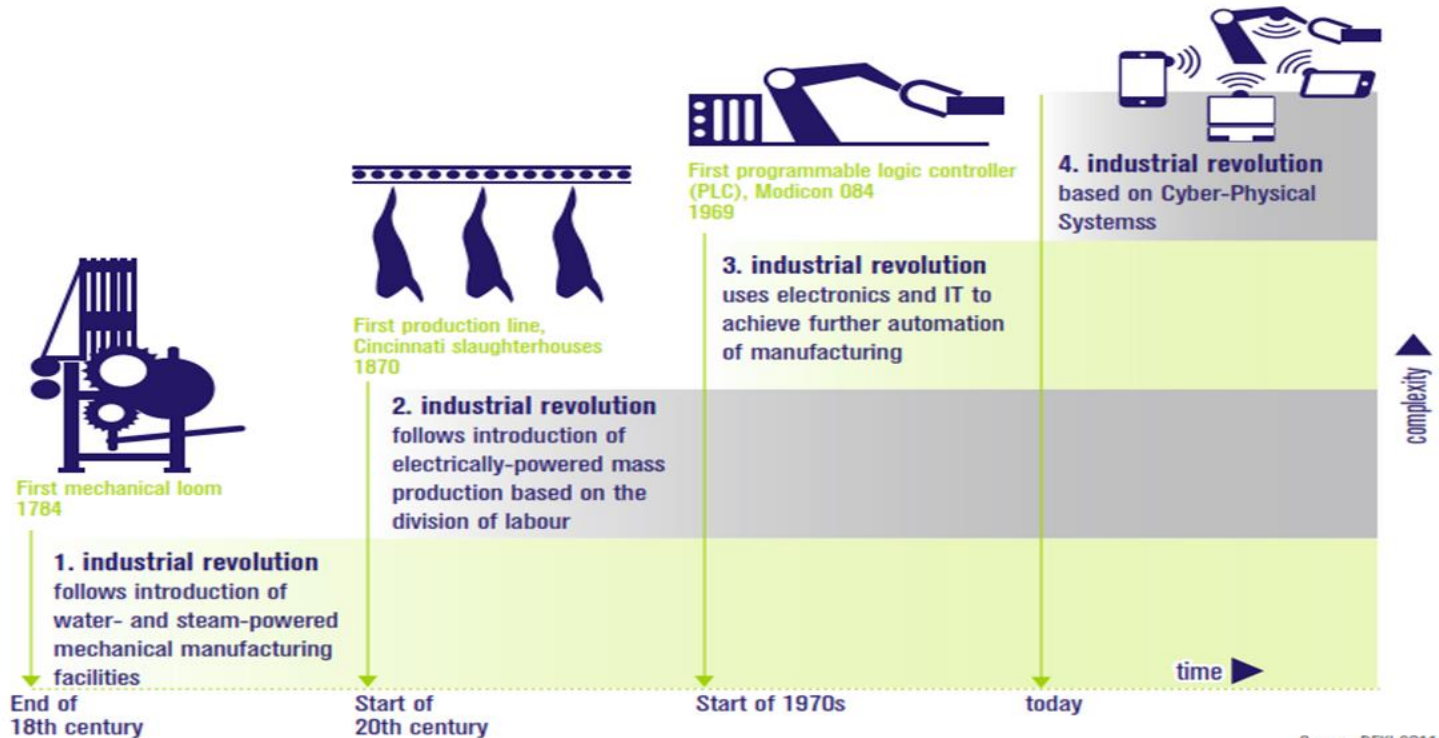 First mechanical loom
1784
1. industrial revolution
follows introduction of
water- and steam-powered
mechanical manufacturing
facilities
End of
18th century
First production line,
Cincinnati slaughterhouses
1870
2. industrial revolution
follows introduction of
electrically-powered mass
production based on the
division of labour
Start of
20th century
First programmable logic controller
(PLC), Modicon 084
1969
3. industrial revolution
uses electronics and IT to
achieve further automation
of manufacturing
Start of 1970s
4. industrial revolution
based on Cyber-Physical
Systemss
today
time
complexity